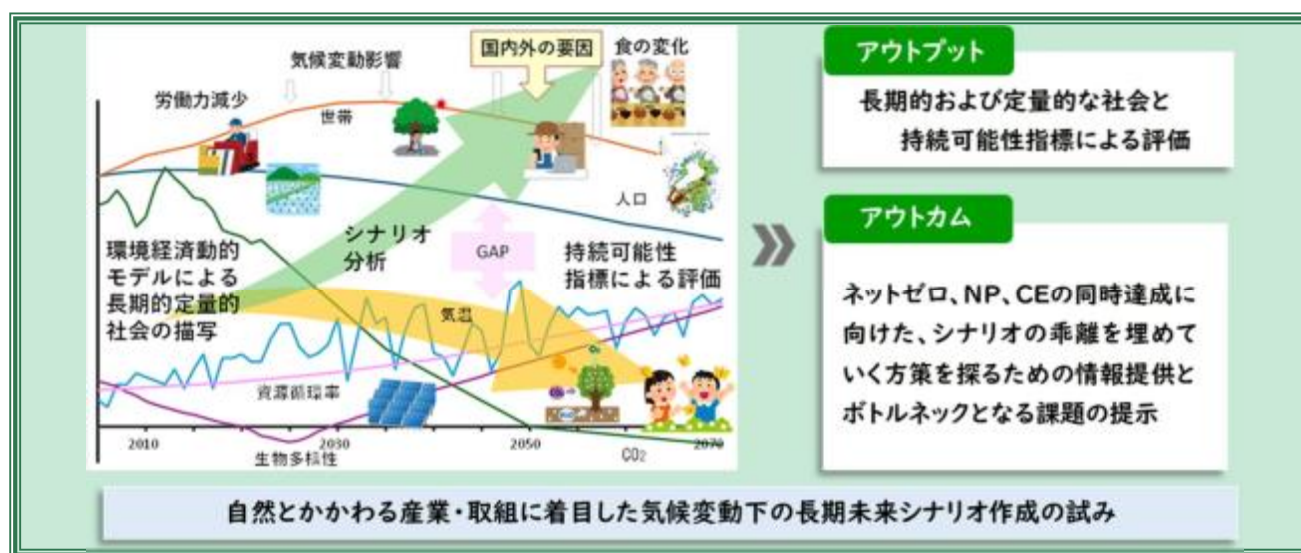 気候変動影響
国内外の要因
食の変化
労働力減少
世帯
人口
環境経済動的
モデルによる
長期的定量的
社会の描写
シナリオ
分析
GAP
持続可能性
指標による評価
気温
資源循環率
2010
2030
2050
2070
生物多様性
CO2
アウトプット
長期的および定量的な社会と
持続可能性指標による評価
アウトカム
ネットゼロ、NP、CEの同時達成に
向けた、シナリオの乖離を埋めて
いく方策を探るための情報提供と
ボトルネックとなる課題の提示
自然とかかわる産業・取組に着目した気候変動下の長期未来シナリオ作成の試み